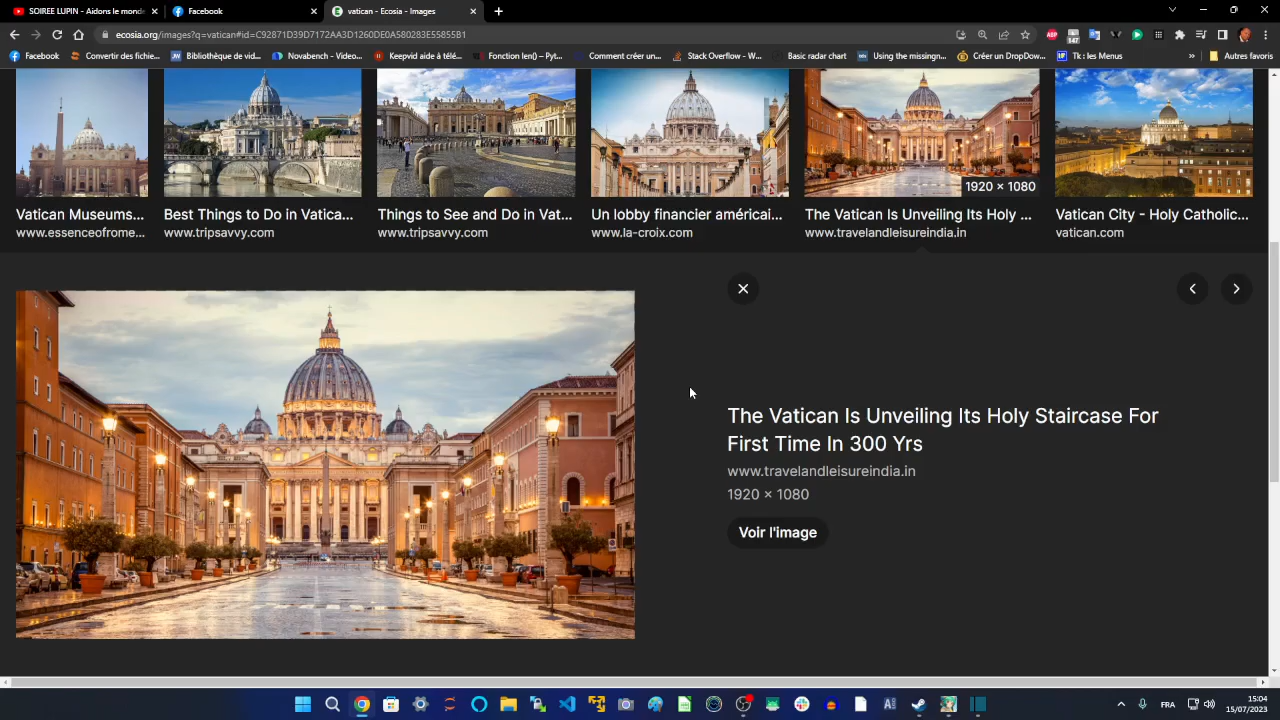 SOIREE LUPIN - Aidons le mond
Facebook
vatican - Ecosia - Images
ecosia.org/images?q=vatican#id=C92871D39D7172AA3D1260DE0A580283E55855B1
Facebook
Convertir des fichie...
Bibliothèque de vid...
Novabench - Vérifie...
Keepvid aide à télé...
Fonction len() – Pyt...
Comment créer un...
Stack Overflow - W...
Basic radar chart
Using the missingn...
Créer un DropDow...
Tk : les Menus
»
Autres favoris
1920 × 1080
Vatican Museums...
Best Things to Do in Vatica...
Things to See and Do in Vat...
Un lobby financier américai...
The Vatican Is Unveiling Its Holy ...
Vatican City - Holy Catholic...
www.essenceofrome...
www.tripsavvy.com
www.tripsavvy.com
www.la-croix.com
www.travelandleisureindia.in
vatican.com
The Vatican Is Unveiling Its Holy Staircase For
First Time In 300 Yrs
www.travelandleisureindia.in
1920 × 1080
Voir l'image
FRA
15:04
15/07/2023